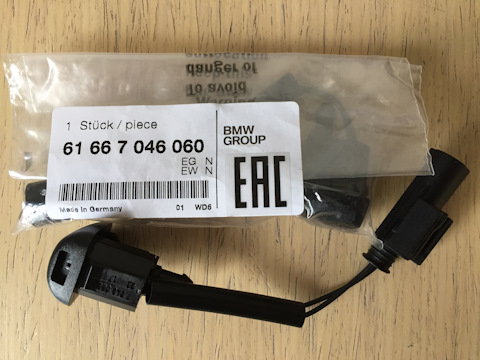 danger of
To avoid
1 Stück / piece
61 66 7 046 060
EG N
EW N
Made in Germany
01 WD6
BMW
GROUP
EAC